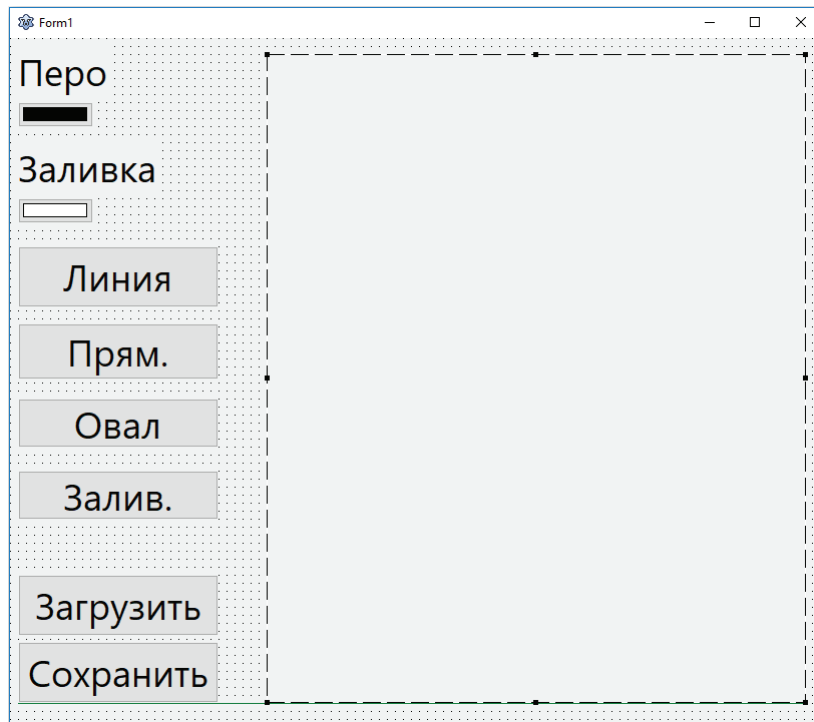 Form1
Перо
Заливка
Линия
Прям.
Овал
Залив.
Загрузить
Сохранить